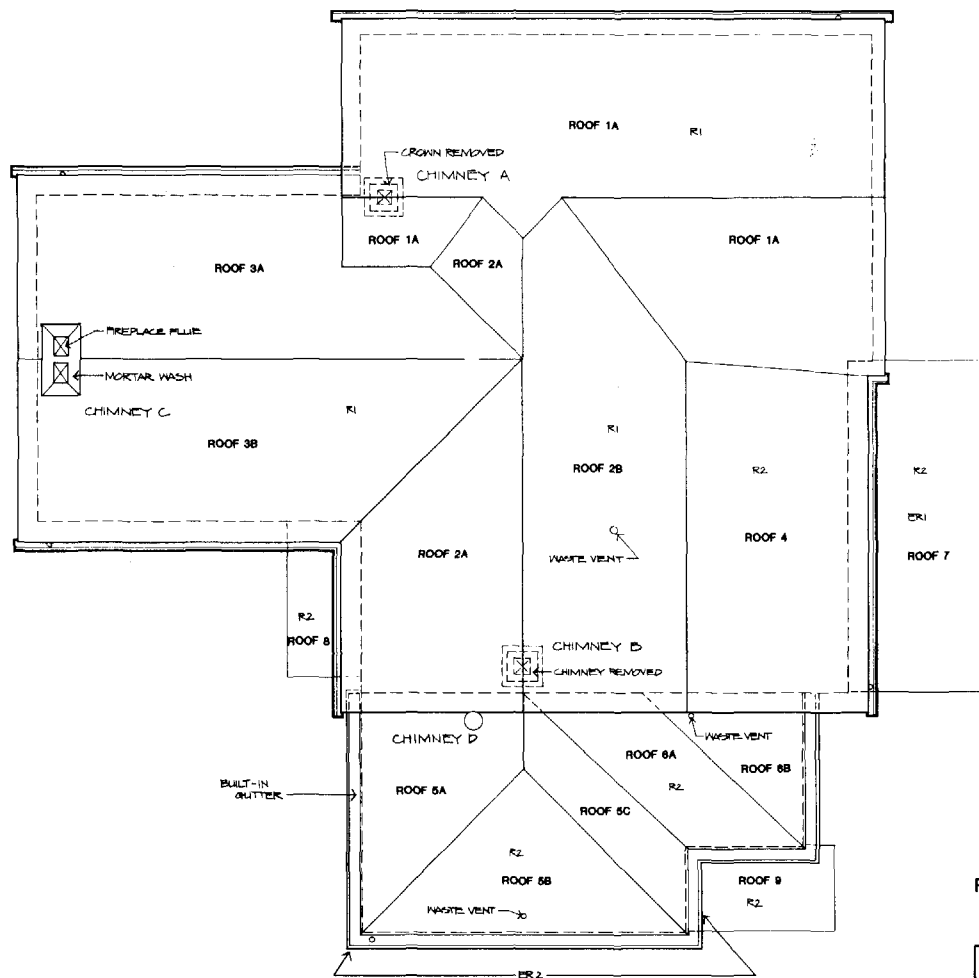 ROOF 1A
R1
CROWN REMOVED
CHIMNEY A
ROOF 1A
ROOF 2A
ROOF 1A
ROOF 3A
FIREPLACE FLUE
MORTAR WASH
CHIMNEY C
R1
ROOF 3B
R1
ROOF 2B
R2
R2
ER1
ROOF 4
ROOF 7
WASTE VENT
ROOF 2A
R2
ROOF 8
CHIMNEY B
CHIMNEY REMOVED
CHIMNEY D
WASTE VENT
ROOF 6A
ROOF 6B
R2
BUILT-IN
GUTTER
ROOF 5A
ROOF 5C
R2
ROOF 5B
ROOF 9
R2
WASTE VENT
ER2